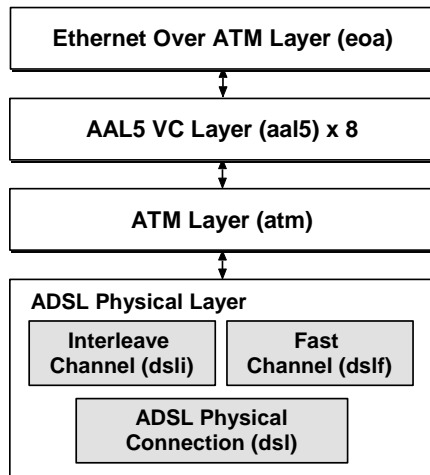 Ethernet Over ATM Layer (eoa)
AAL5 VC Layer (aal5) x 8
ATM Layer (atm)
ADSL Physical Layer
Interleave
Channel (dsli)
Fast
Channel (dslf)
ADSL Physical
Connection (dsl)